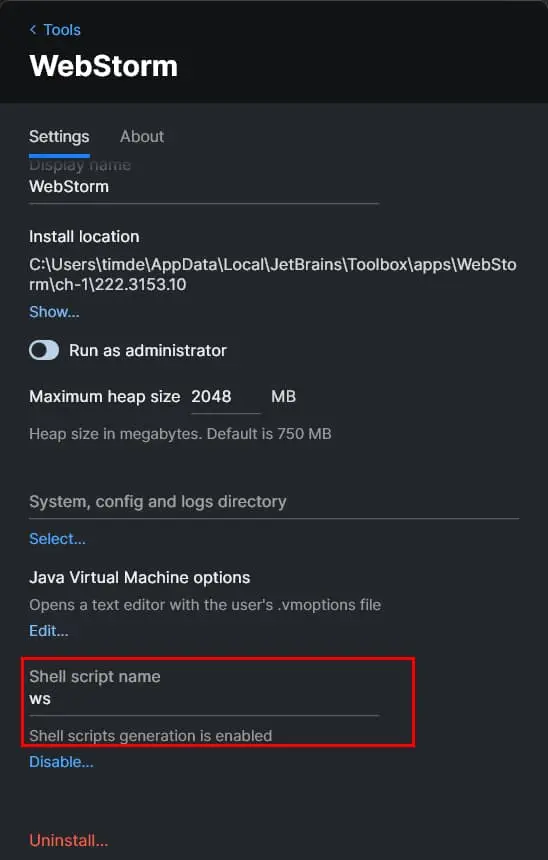 < Tools
WebStorm
Settings About
Display name
WebStorm
Install location
C:\Users\timde\AppData\Local\JetBrains\Toolbox\apps\WebSto
rm\ch-1\222.3153.10
Show...
Run as administrator
Maximum heap size 2048 MB
Heap size in megabytes. Default is 750 MB
System, config and logs directory
Select...
Java Virtual Machine options
Opens a text editor with the user's .vmoptions file
Edit...
Shell script name
ws
Shell scripts generation is enabled
Disable...
Uninstall...